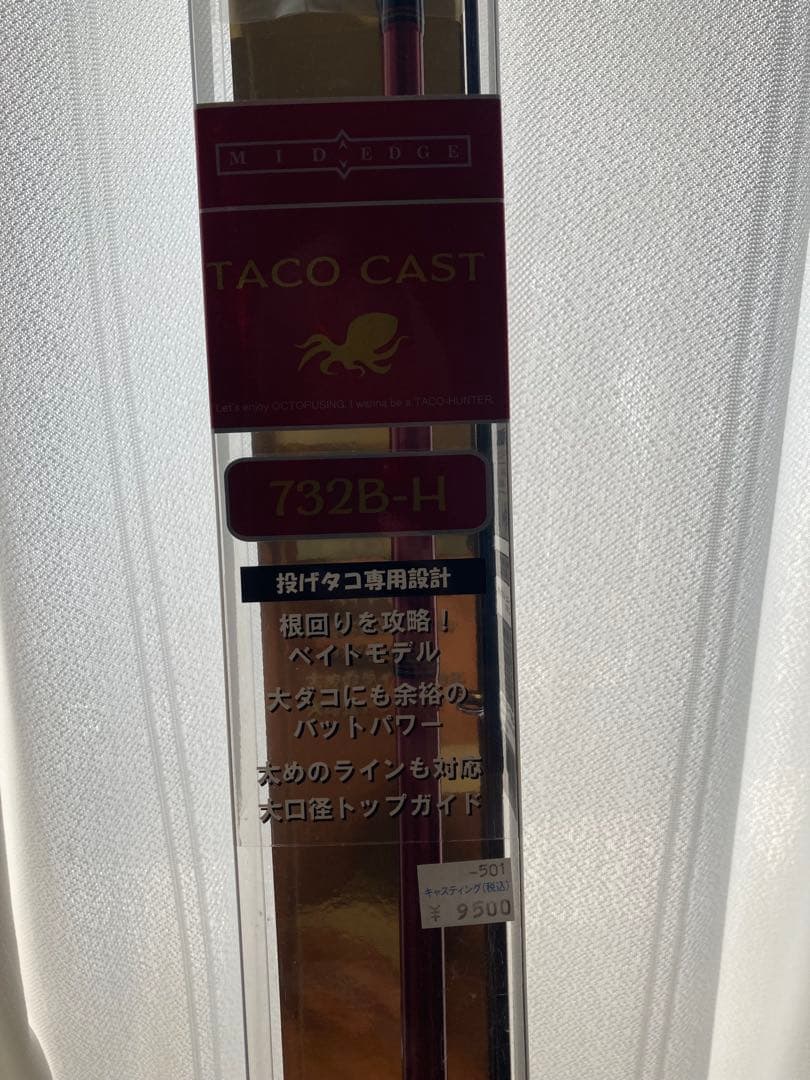 MID EDGE
TACO CAST
Let's enjoy OCTOFUSING. I wanna be a TACO-HUNTER.
732B-H
投げタコ専用設計
根回りを攻略！
ベイトモデル
大ダコにも余裕の
バットパワー
太めのラインも対応
大口径トップガイド
-501
キャスティング(税込)
¥ 9500